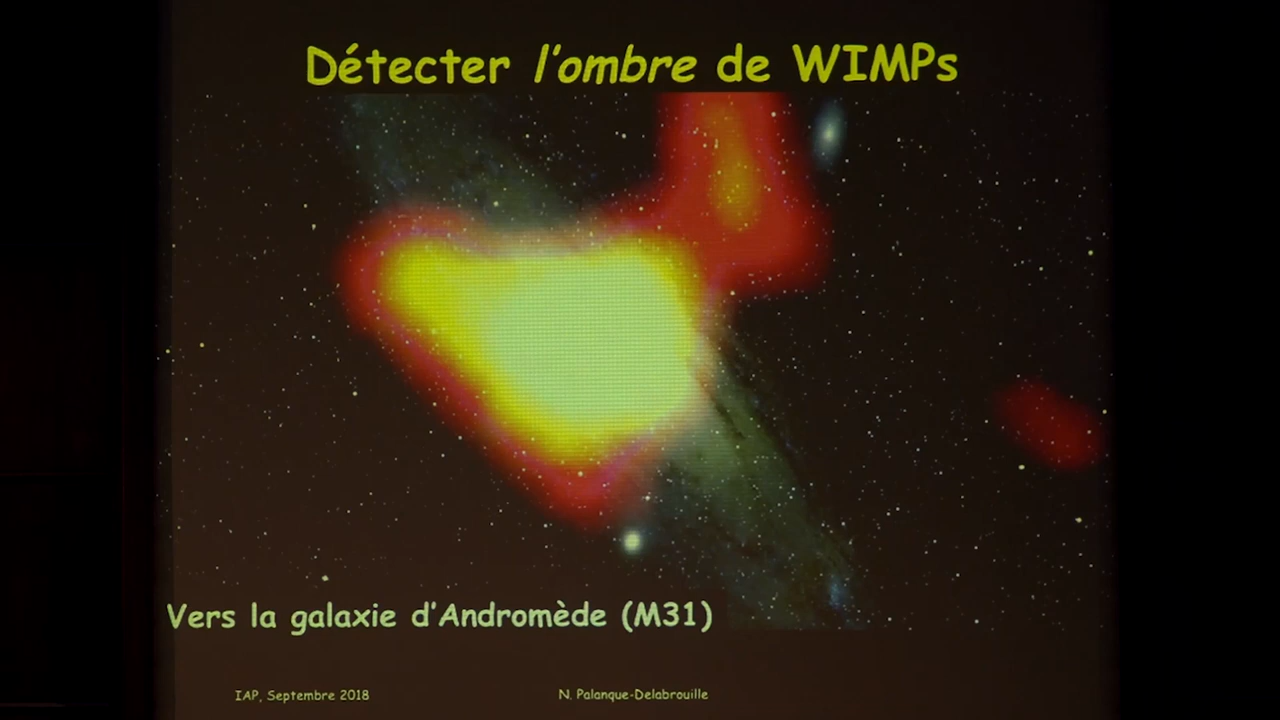 Détecter l'ombre de WIMPs
Vers la galaxie d'Andromède (M31)
IAP, Septembre 2018
N. Palanque-Delabrouille